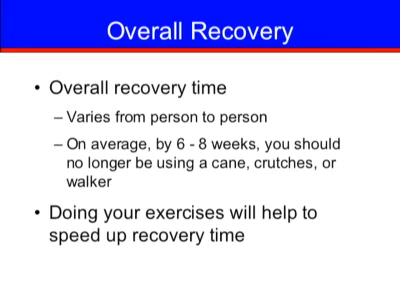 Overall Recovery
• Overall recovery time
– Varies from person to person
– On average, by 6 - 8 weeks, you should
no longer be using a cane, crutches, or
walker
• Doing your exercises will help to
speed up recovery time